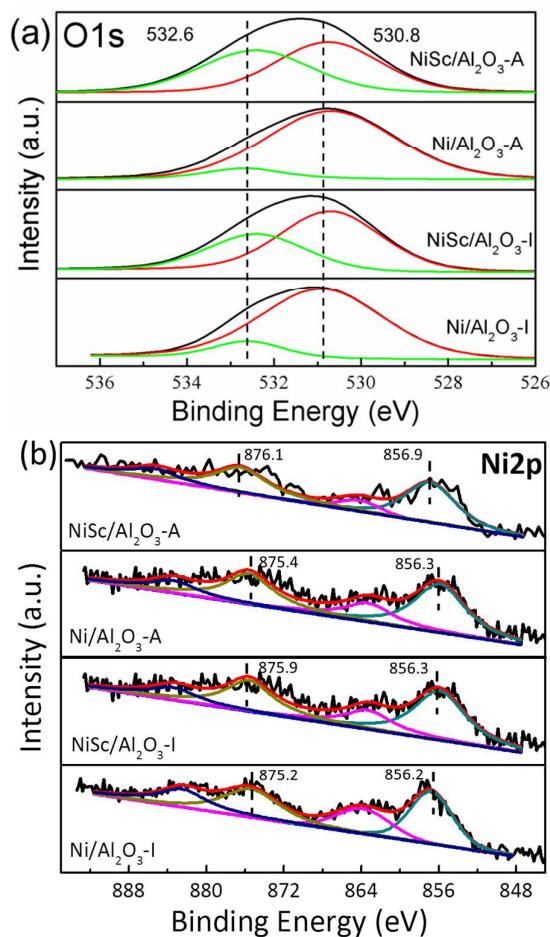 (a) O1s 532.6 530.8
NiSc/Al₂O₃-A
Ni/Al₂O₃-A
NiSc/Al₂O₃-I
Ni/Al₂O₃-I
Intensity (a.u.)
536 534 532 530 528 526
Binding Energy (eV)
(b) 876.1 856.9 Ni2p
NiSc/Al₂O₃-A
875.4 856.3
Ni/Al₂O₃-A
875.9 856.3
NiSc/Al₂O₃-I
875.2 856.2
Ni/Al₂O₃-I
Intensity (a.u.)
888 880 872 864 856 848
Binding Energy (eV)